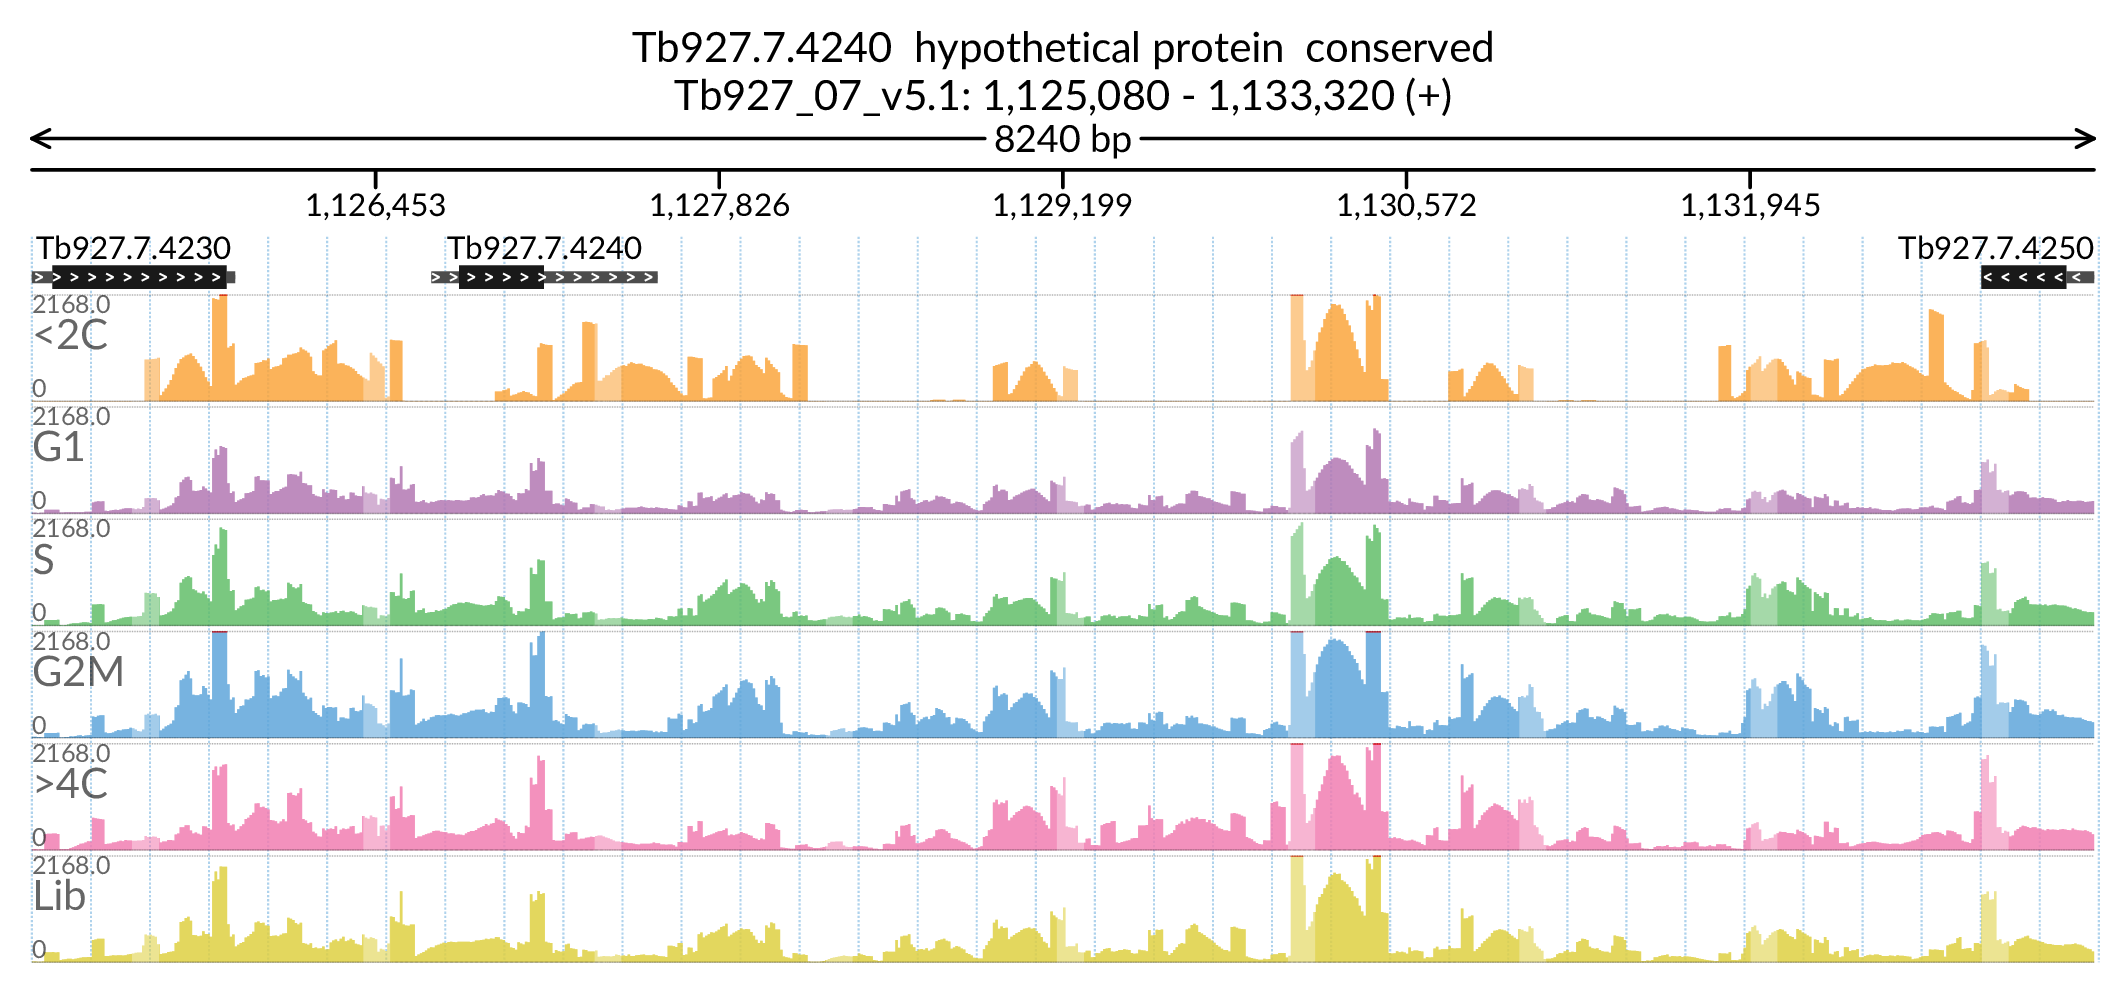 Tb927.7.4240  hypothetical protein  conserved
Tb927_07_v5.1: 1,125,080 - 1,133,320 (+)
8240 bp
1,126,453 1,127,826 1,129,199 1,130,572 1,131,945
Tb927.7.4230 Tb927.7.4240 Tb927.7.4250
2168.0
<2C
0
2168.0
G1
0
2168.0
S
0
2168.0
G2M
0
2168.0
>4C
0
2168.0
Lib
0